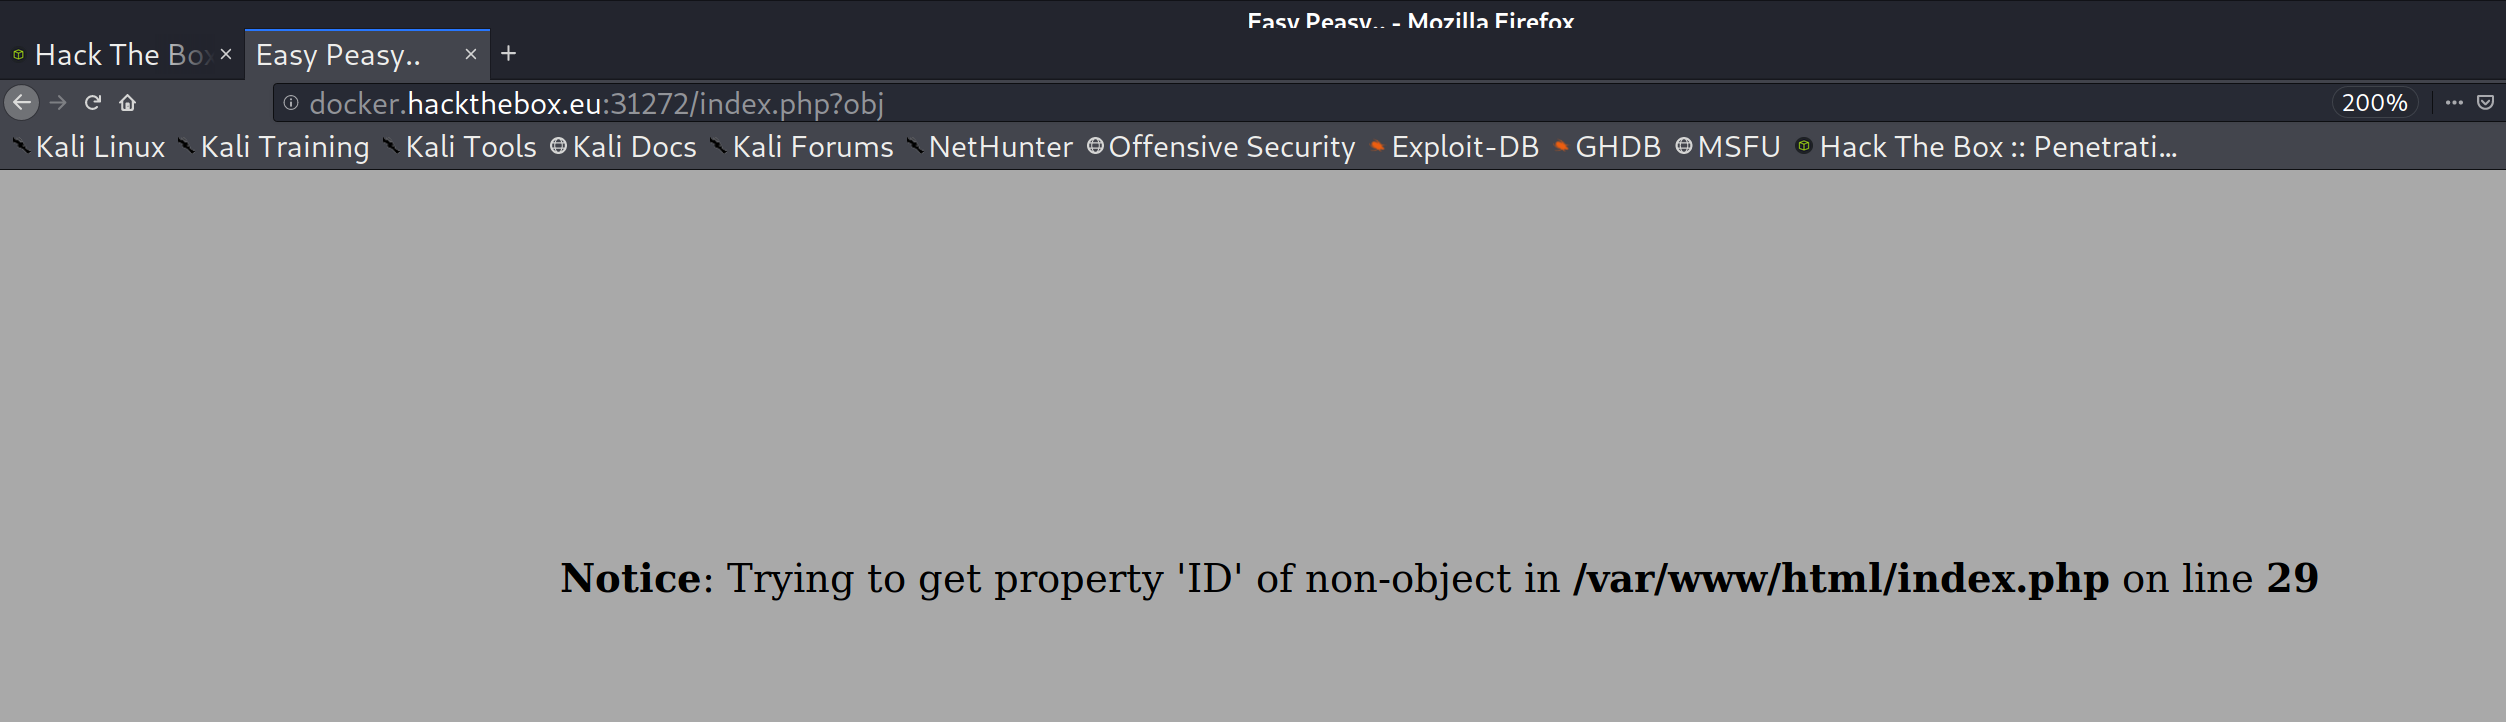 Easy Peasy.. - Mozilla Firefox
Hack The Box Easy Peasy..
docker.hackthebox.eu:31272/index.php?obj 200%
Kali Linux Kali Training Kali Tools Kali Docs Kali Forums NetHunter Offensive Security Exploit-DB GHDB MSFU Hack The Box :: Penetrati...
Notice: Trying to get property 'ID' of non-object in /var/www/html/index.php on line 29